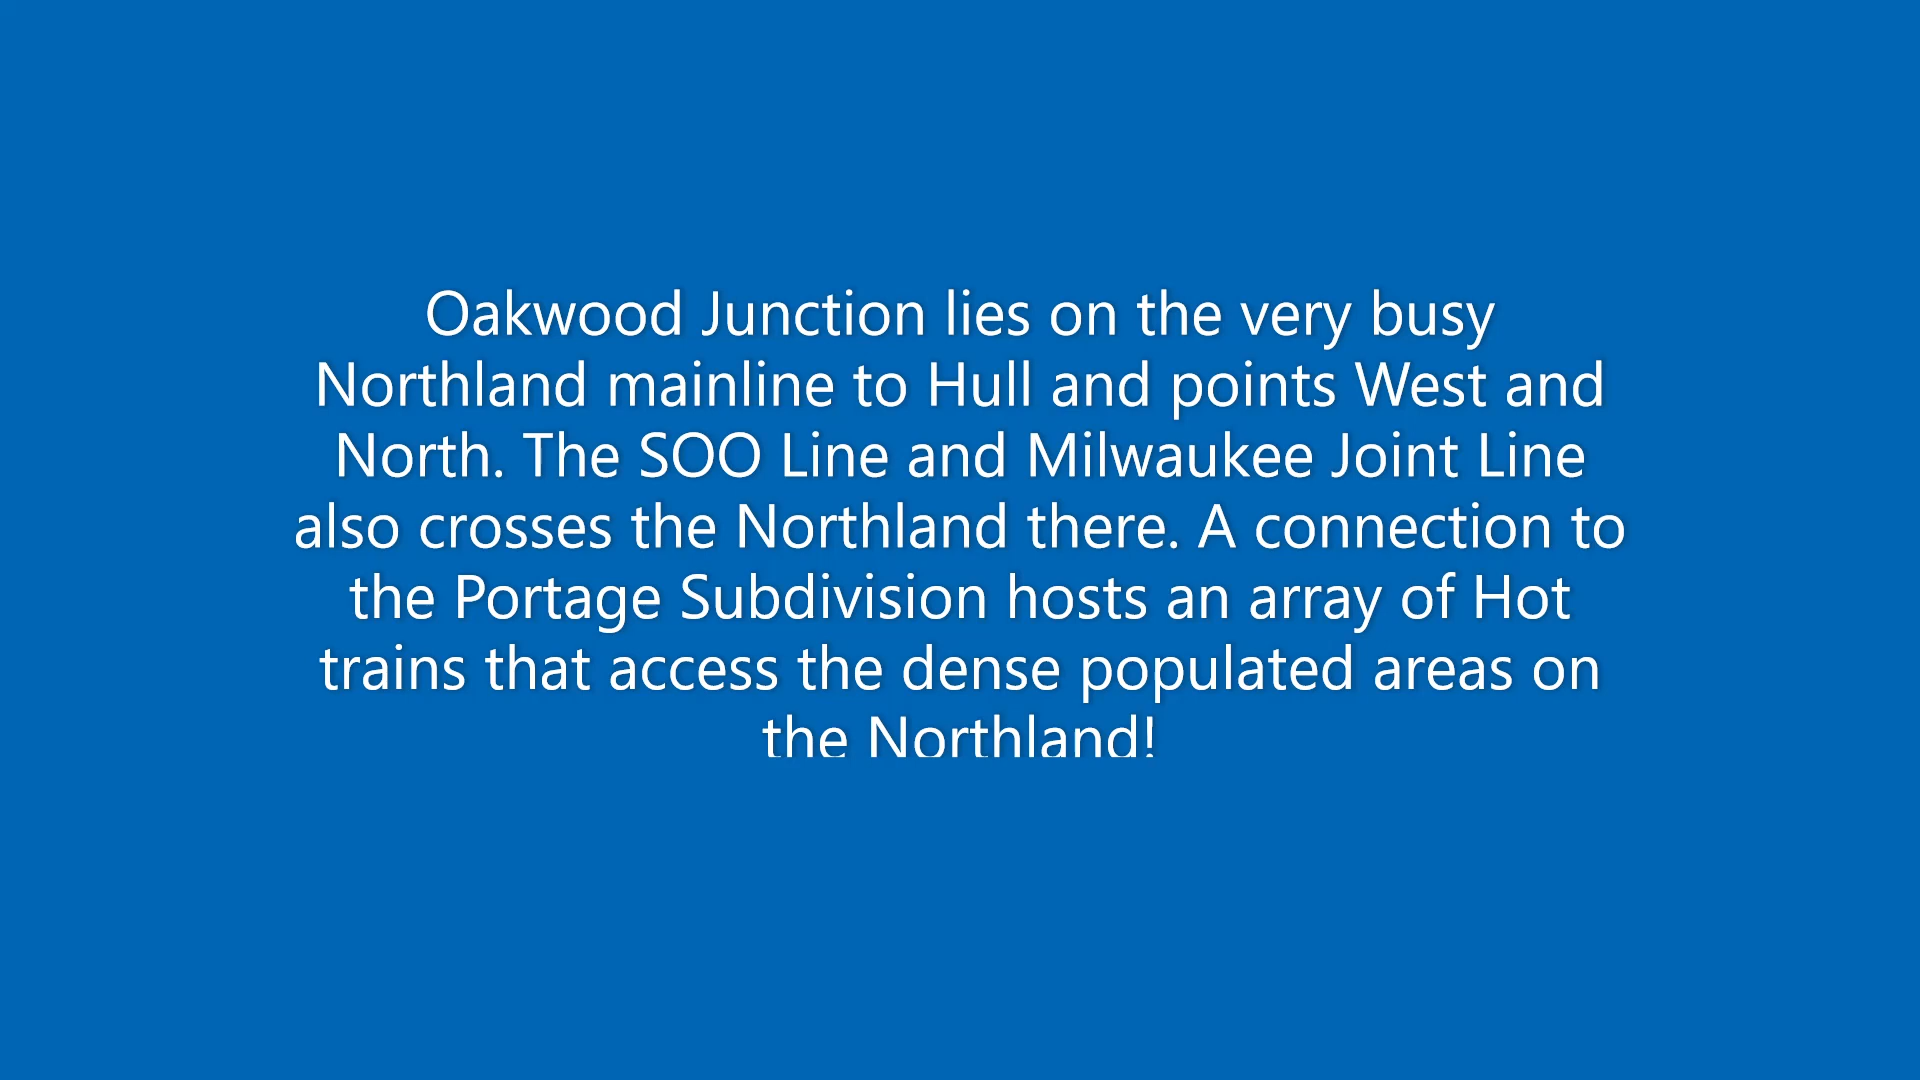 Oakwood Junction lies on the very busy
Northland mainline to Hull and points West and
North. The SOO Line and Milwaukee Joint Line
also crosses the Northland there. A connection to
the Portage Subdivision hosts an array of Hot
trains that access the dense populated areas on
the Northland!